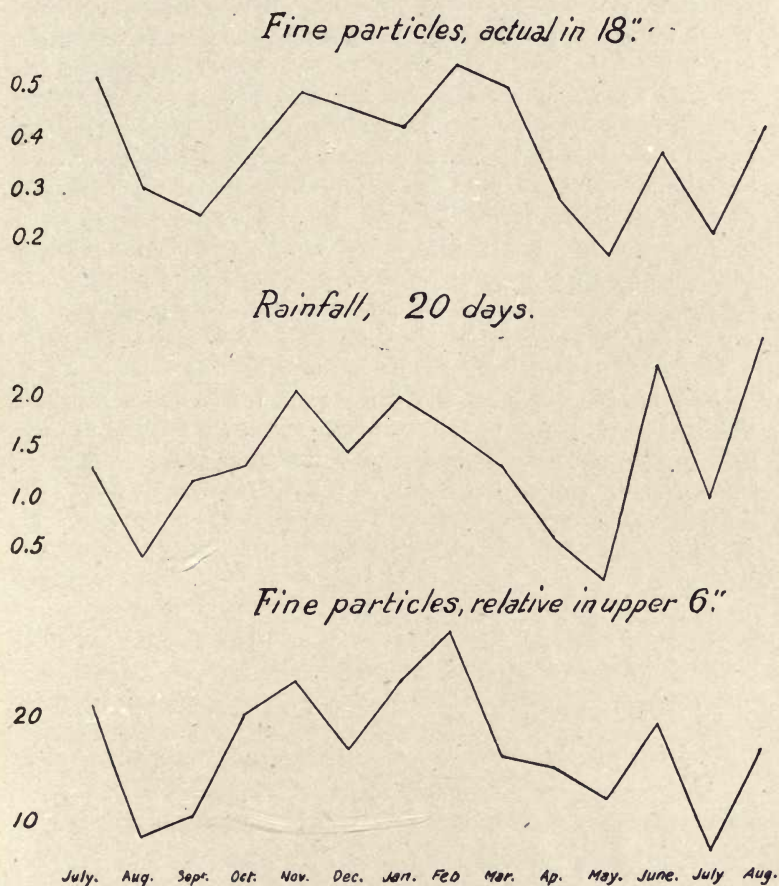 Fine particles, actual in 18".
0.5
0.4
0.3
0.2
Rainfall, 20 days.
2.0
1.5
1.0
0.5
Fine particles, relative in upper 6".
20
10
July. Aug. Sept. Oct. Nov. Dec. Jan. Feb Mar. Ap. May. June. July Aug.